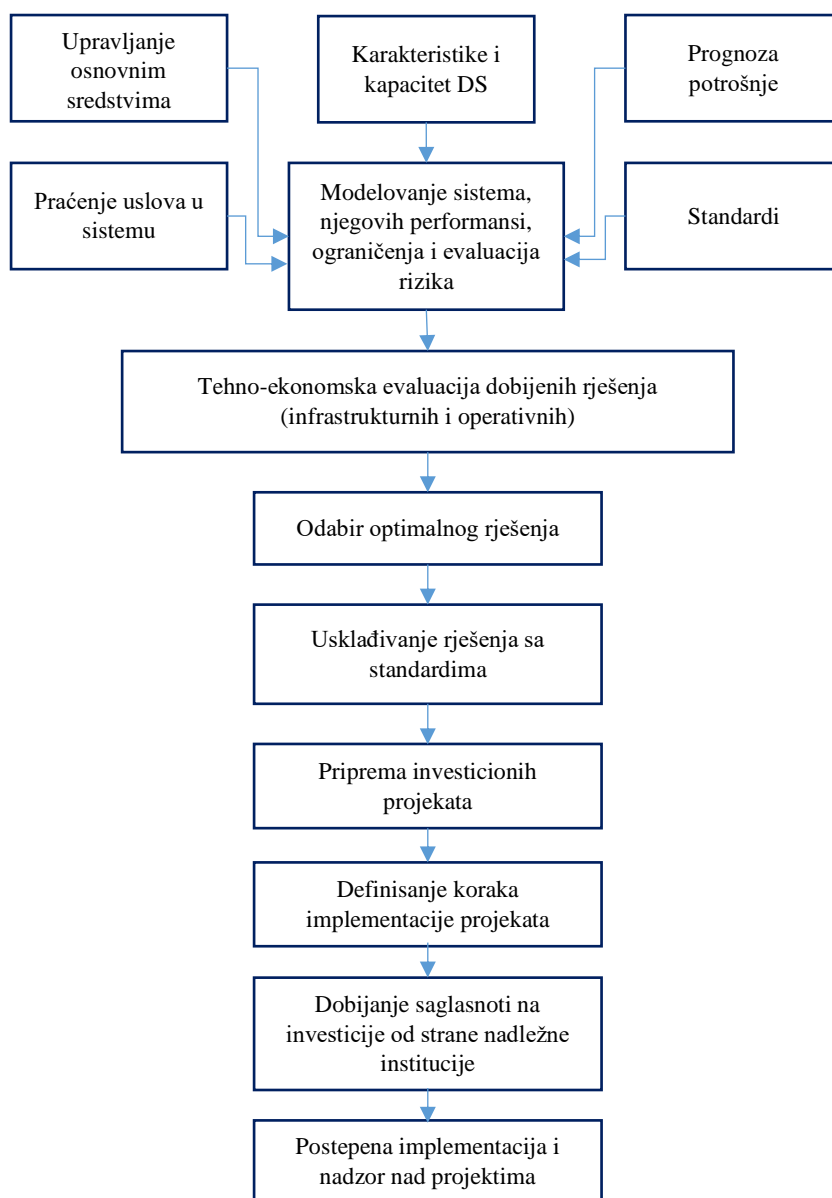 Upravljanje
osnovnim
sredstvima
Karakteristike i
kapacitet DS
Prognoza
potrošnje
Praćenje uslova u
sistemu
Modelovanje sistema,
njegovih performansi,
ograničenja i evaluacija
rizika
Standardi
Tehno-ekonomska evaluacija dobijenih rješenja
(infrastrukturnih i operativnih)
Odabir optimalnog rješenja
Usklađivanje rješenja sa
standardima
Priprema investicionih
projekata
Definisanje koraka
implementacije projekata
Dobijanje saglasnoti na
investicije od strane nadležne
institucije
Postepena implementacija i
nadzor nad projektima